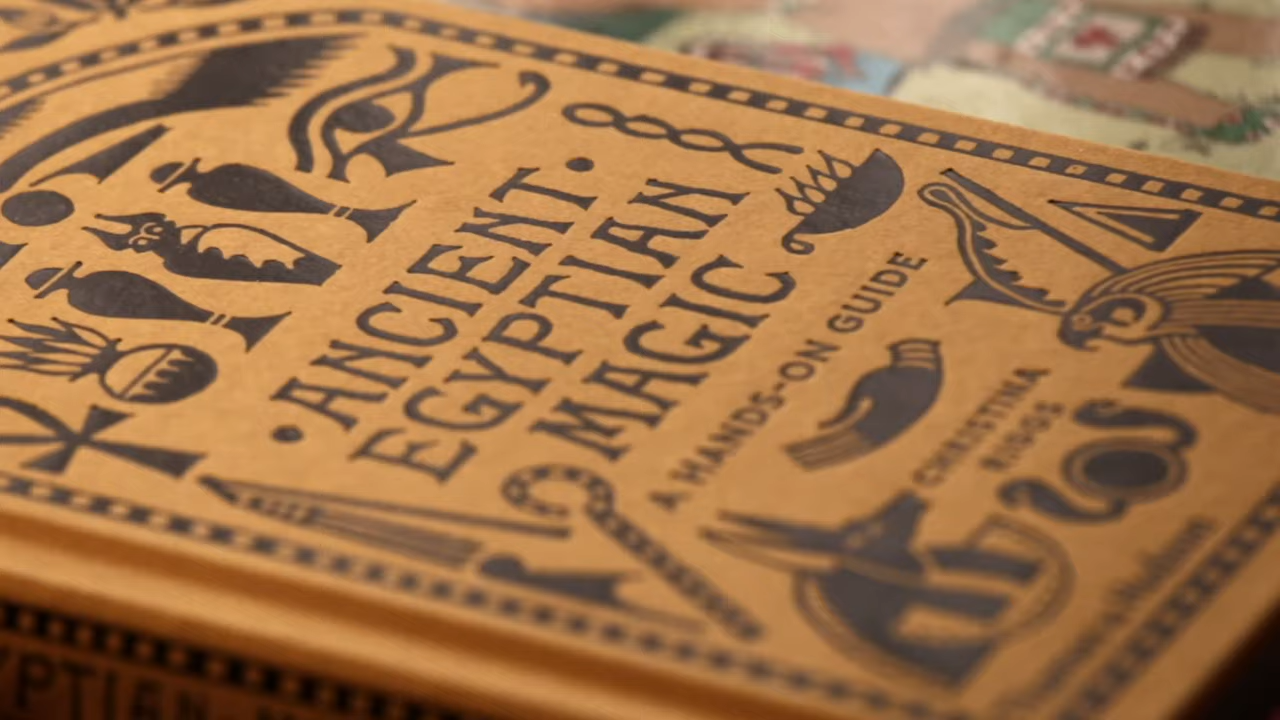 ANCIENT
EGYPTIAN
MAGIC
A HANDS-ON GUIDE
CHRISTINA
RIGGS